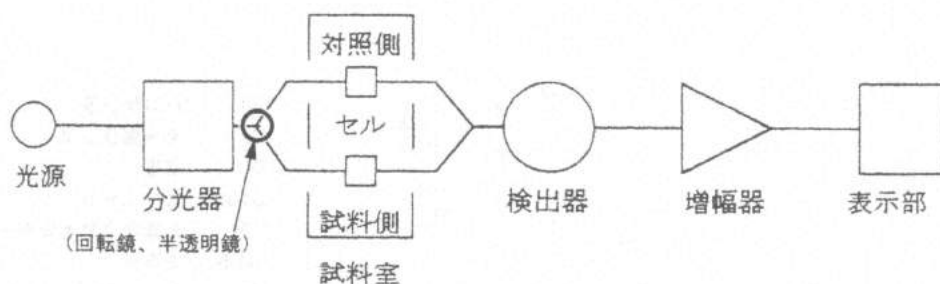 対照側
セル
光源
分光器
試料側
検出器
増幅器
表示部
(回転鏡、半透明鏡)
試料室